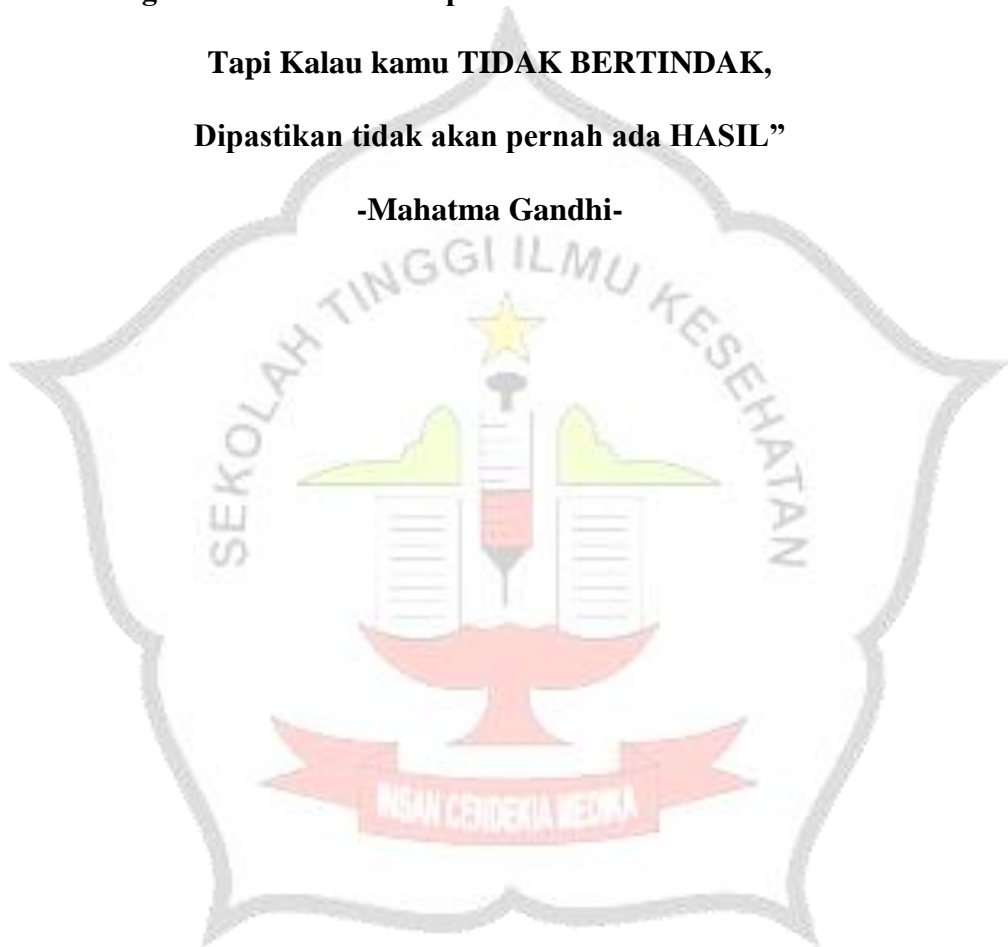 Tapi Kalau kamu TIDAK BERTINDAK,
Dipastikan tidak akan pernah ada HASIL”
-Mahatma Gandhi-
SEKOLAH TINGGI ILMU KESEHATAN
INSAN CENDEKIA MEDIKA